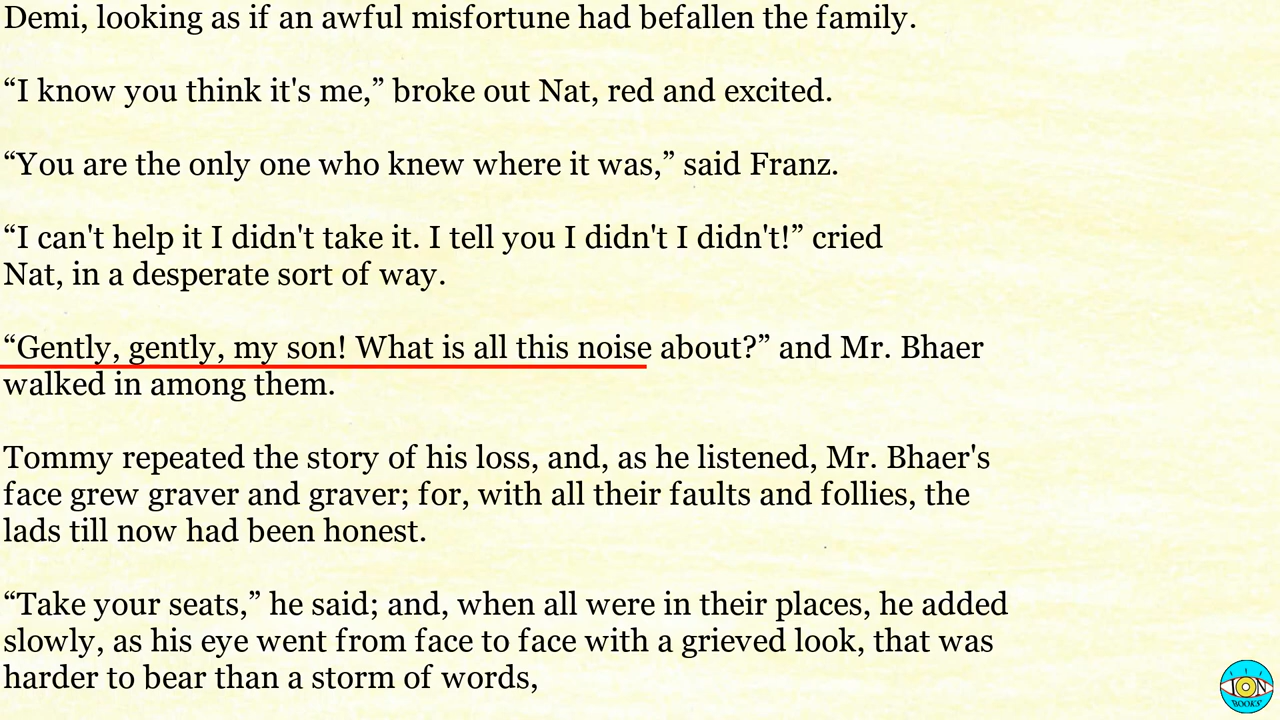 Demi, looking as if an awful misfortune had befallen the family.
“I know you think it's me,” broke out Nat, red and excited.
“You are the only one who knew where it was,” said Franz.
“I can't help it I didn't take it. I tell you I didn't I didn't!” cried
Nat, in a desperate sort of way.
“Gently, gently, my son! What is all this noise about?” and Mr. Bhaer
walked in among them.
Tommy repeated the story of his loss, and, as he listened, Mr. Bhaer's
face grew graver and graver; for, with all their faults and follies, the
lads till now had been honest.
“Take your seats,” he said; and, when all were in their places, he added
slowly, as his eye went from face to face with a grieved look, that was
harder to bear than a storm of words,
ION
BOOKS